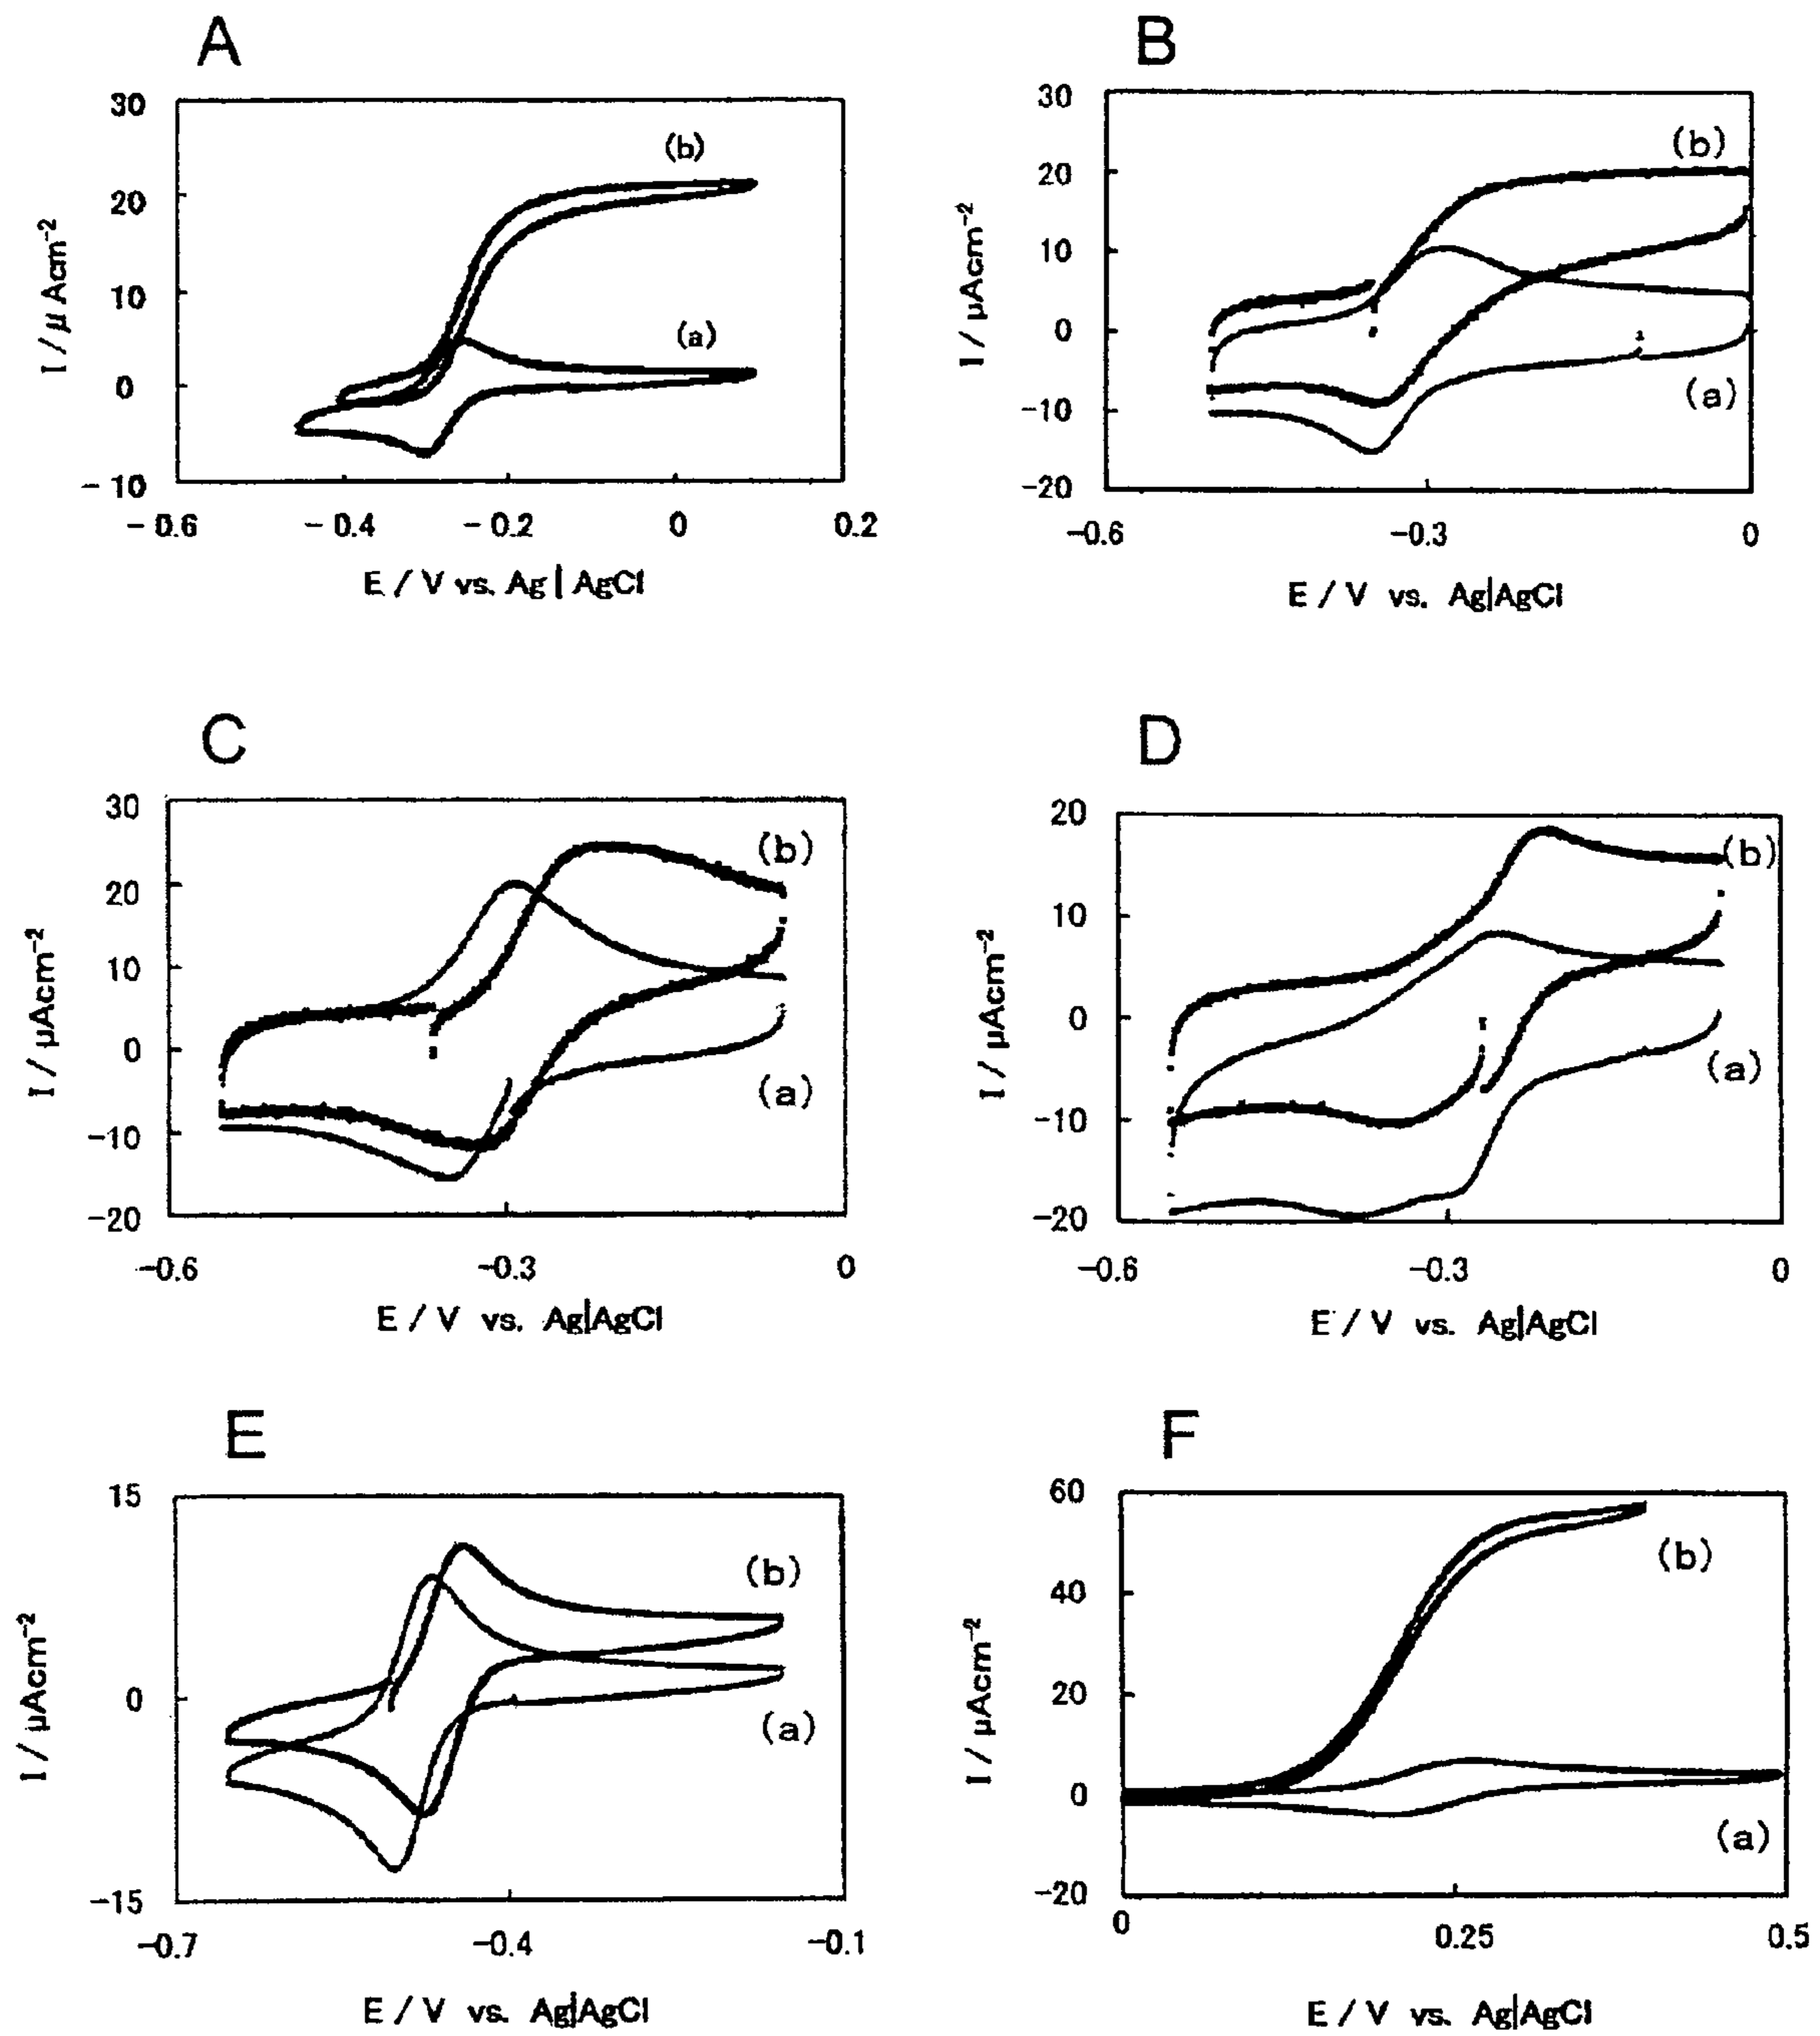 A
30
20
10
0
-10
I / μ Acm⁻²
(b)
(a)
-0.6 -0.4 -0.2 0 0.2
E / V vs. Ag | AgCl
B
30
20
10
0
-10
-20
I / μAcm⁻²
(b)
(a)
-0.6 -0.3 0
E / V vs. Ag|AgCl
C
30
20
10
0
-10
-20
I / μAcm⁻²
(b)
(a)
-0.6 -0.3 0
E / V vs. Ag|AgCl
D
20
10
0
-10
-20
I / μAcm⁻²
(b)
(a)
-0.6 -0.3 0
E / V vs. Ag|AgCl
E
15
0
-15
I / μAcm⁻²
(b)
(a)
-0.7 -0.4 -0.1
E / V vs. Ag|AgCl
F
60
40
20
0
-20
I / μAcm⁻²
(b)
(a)
0 0.25 0.5
E / V vs. Ag|AgCl